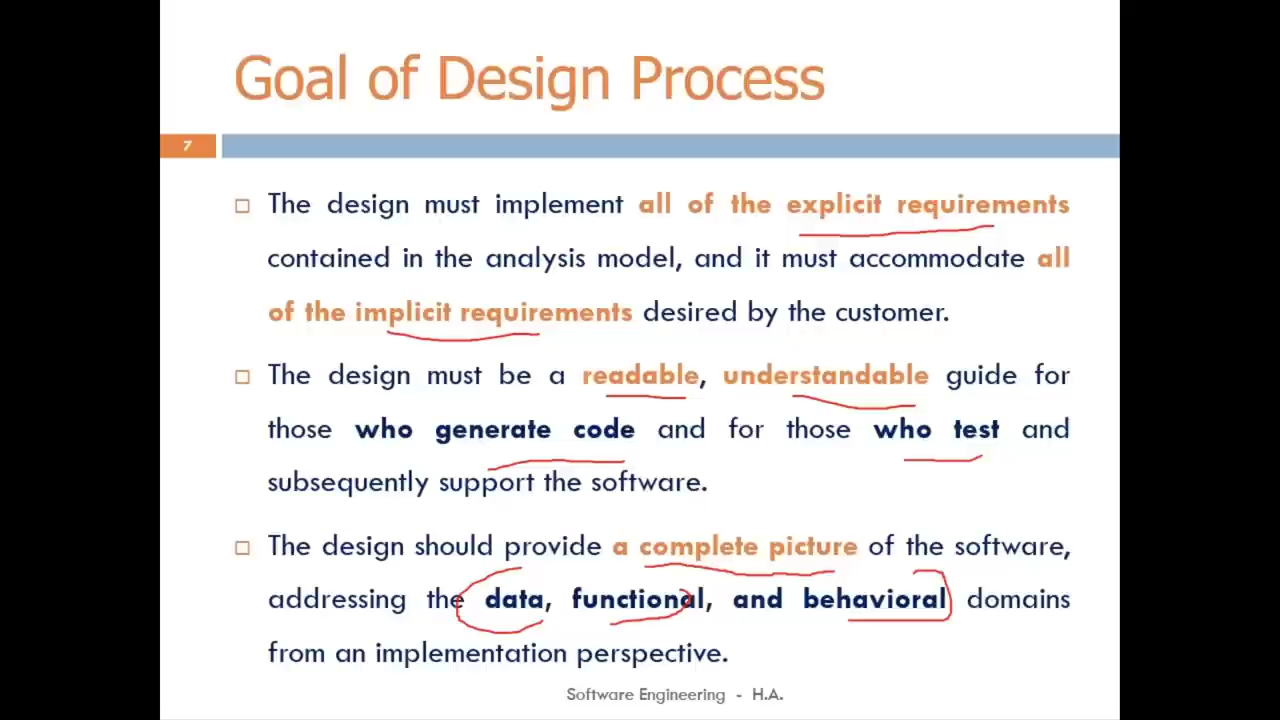 Goal of Design Process
7
The design must implement all of the explicit requirements
contained in the analysis model, and it must accommodate all
of the implicit requirements desired by the customer.
The design must be a readable, understandable guide for
those who generate code and for those who test and
subsequently support the software.
The design should provide a complete picture of the software,
addressing the data, functional, and behavioral domains
from an implementation perspective.
Software Engineering - H.A.